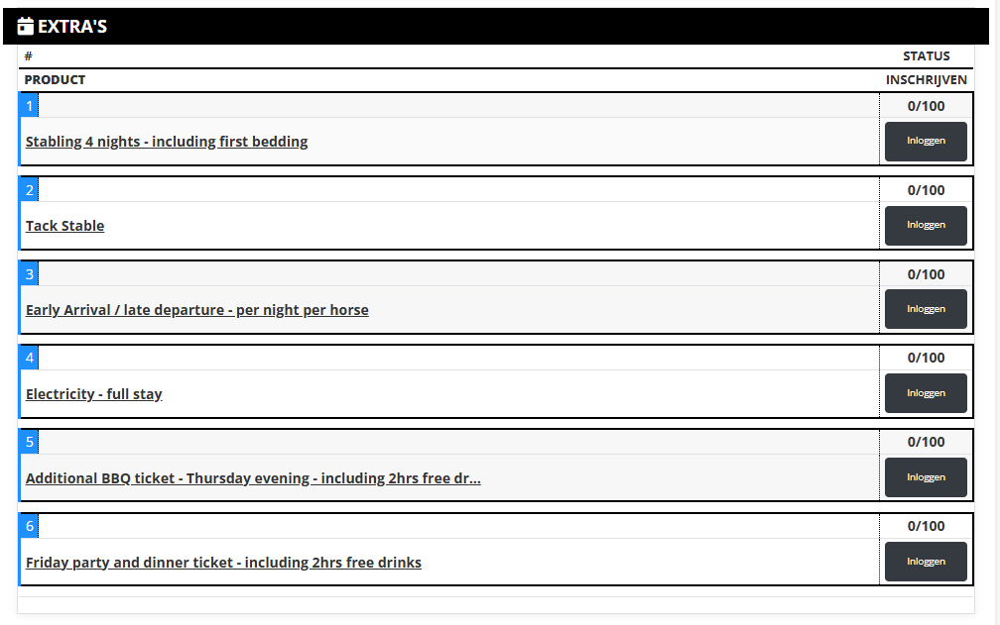 EXTRA'S
# STATUS
PRODUCT INSCHRIJVEN
1 0/100
Stabling 4 nights - including first bedding Inloggen
2 0/100
Tack Stable Inloggen
3 0/100
Early Arrival / late departure - per night per horse Inloggen
4 0/100
Electricity - full stay Inloggen
5 0/100
Additional BBQ ticket - Thursday evening - including 2hrs free dr... Inloggen
6 0/100
Friday party and dinner ticket - including 2hrs free drinks Inloggen